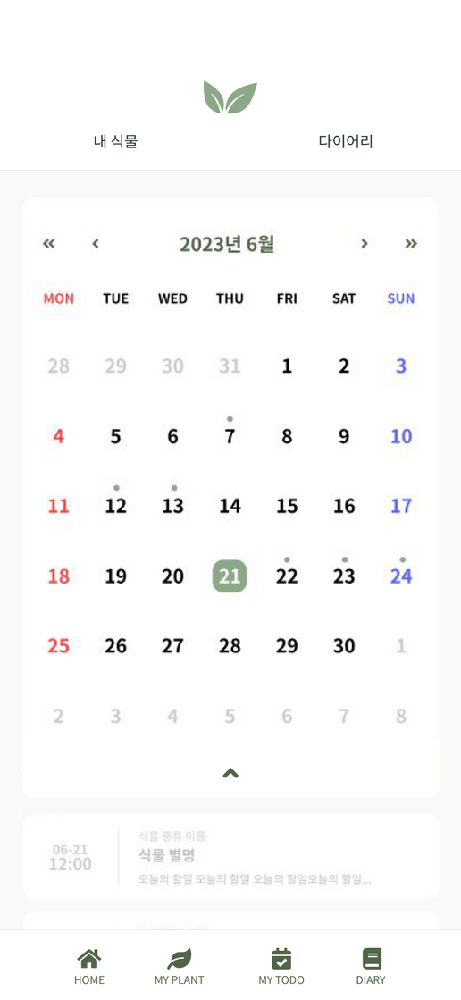 내 식물 다이어리
2023년 6월
MON TUE WED THU FRI SAT SUN
28 29 30 31 1 2 3
4 5 6 7 8 9 10
11 12 13 14 15 16 17
18 19 20 21 22 23 24
25 26 27 28 29 30 1
2 3 4 5 6 7 8
06-21
12:00
식물 종류 이름
식물 별명
오늘의 할일 오늘의 할일 오늘의 할일오늘의 할일...
HOME MY PLANT MY TODO DIARY